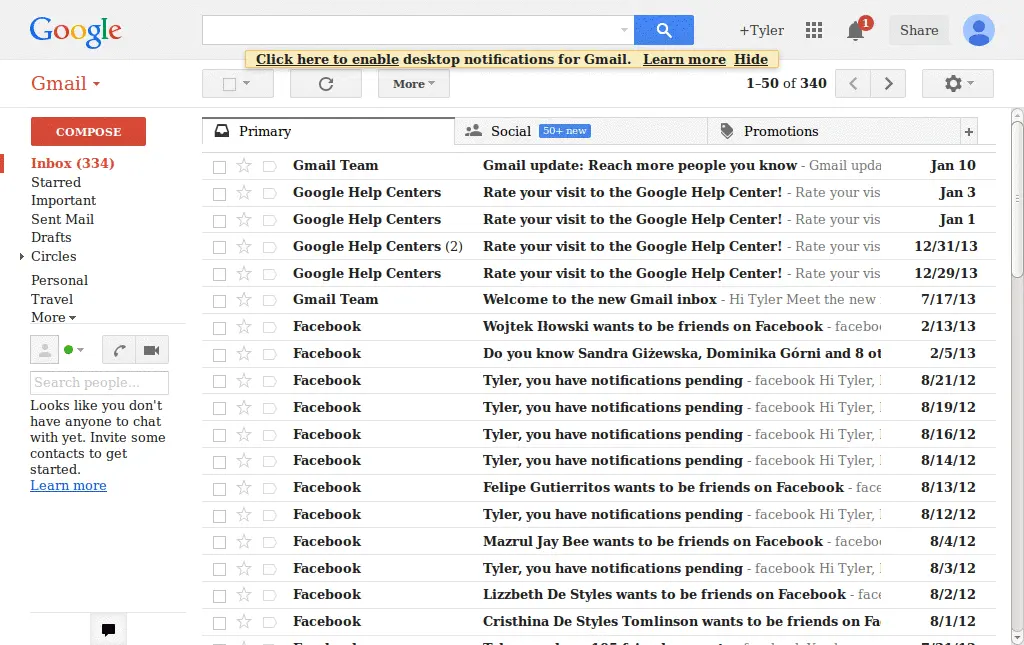 Google
+Tyler
1
Share
Click here to enable desktop notifications for Gmail. Learn more Hide
Gmail
More
1–50 of 340
COMPOSE
Inbox (334)
Starred
Important
Sent Mail
Drafts
Circles
Personal
Travel
More
Search people...
Looks like you don't
have anyone to chat
with yet. Invite some
contacts to get
started.
Learn more
Primary
Social 50+ new
Promotions
+
Gmail Team Gmail update: Reach more people you know - Gmail upda Jan 10
Google Help Centers Rate your visit to the Google Help Center! - Rate your vis Jan 3
Google Help Centers Rate your visit to the Google Help Center! - Rate your vis Jan 1
Google Help Centers (2) Rate your visit to the Google Help Center! - Rate your vis 12/31/13
Google Help Centers Rate your visit to the Google Help Center! - Rate your vis 12/29/13
Gmail Team Welcome to the new Gmail inbox - Hi Tyler Meet the new 7/17/13
Facebook Wojtek Iłowski wants to be friends on Facebook - facebo 2/13/13
Facebook Do you know Sandra Giżewska, Dominika Górni and 8 ot 2/5/13
Facebook Tyler, you have notifications pending - facebook Hi Tyler, 8/21/12
Facebook Tyler, you have notifications pending - facebook Hi Tyler, 8/19/12
Facebook Tyler, you have notifications pending - facebook Hi Tyler, 8/16/12
Facebook Tyler, you have notifications pending - facebook Hi Tyler, 8/14/12
Facebook Felipe Gutierritos wants to be friends on Facebook - face 8/13/12
Facebook Tyler, you have notifications pending - facebook Hi Tyler, 8/12/12
Facebook Mazrul Jay Bee wants to be friends on Facebook - facebo 8/4/12
Facebook Tyler, you have notifications pending - facebook Hi Tyler, 8/3/12
Facebook Lizzbeth De Styles wants to be friends on Facebook - face 8/2/12
Facebook Cristhina De Styles Tomlinson wants to be friends on Fa 8/1/12